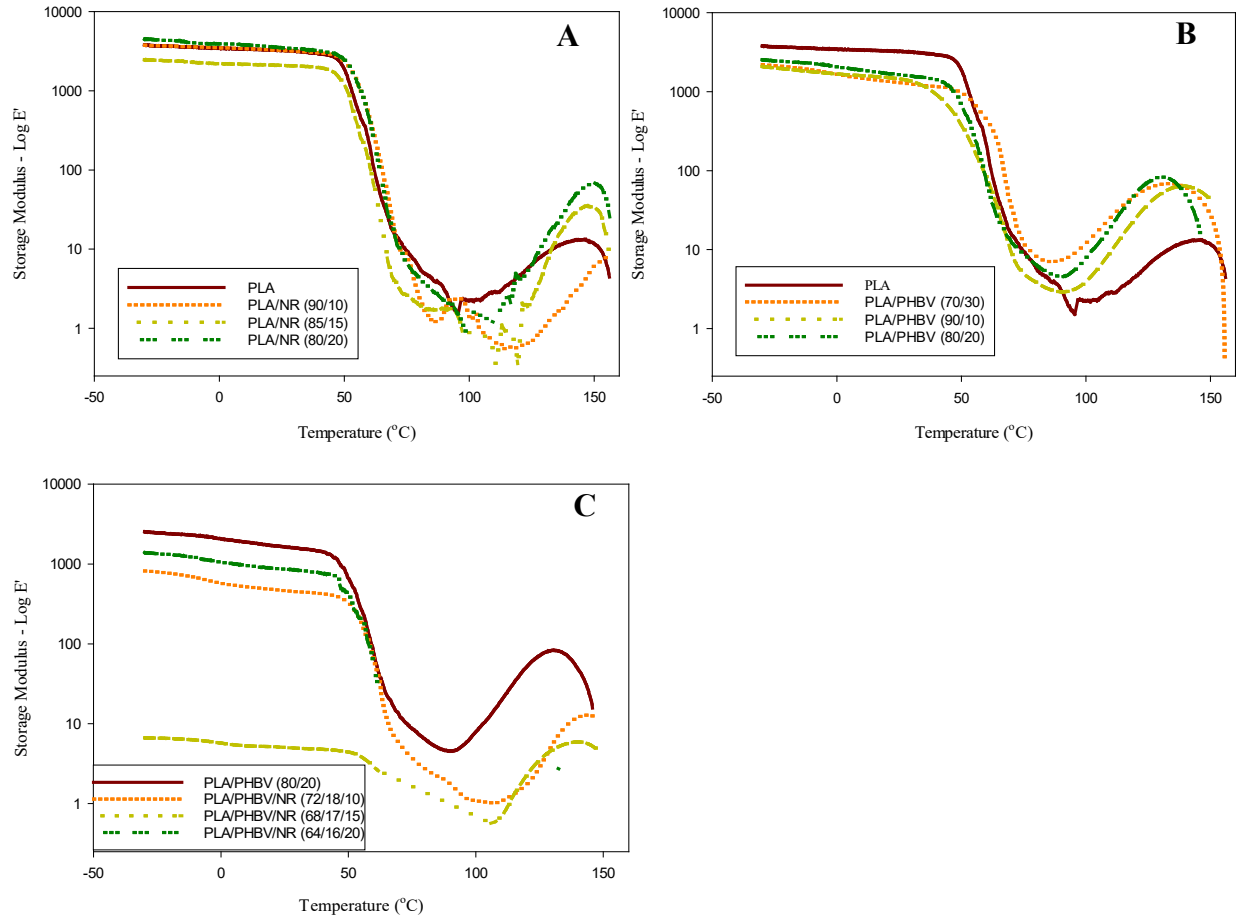 A
10000
1000
100
10
1
Storage Modulus - Log E'
PLA
PLA/NR (90/10)
PLA/NR (85/15)
PLA/NR (80/20)
-50
0
50
100
150
Temperature (°C)
B
10000
1000
100
10
1
Storage Modulus - Log E'
PLA
PLA/PHBV (70/30)
PLA/PHBV (90/10)
PLA/PHBV (80/20)
-50
0
50
100
150
Temperature (°C)
C
10000
1000
100
10
1
Storage Modulus - Log E'
PLA/PHBV (80/20)
PLA/PHBV/NR (72/18/10)
PLA/PHBV/NR (68/17/15)
PLA/PHBV/NR (64/16/20)
-50
0
50
100
150
Temperature (°C)